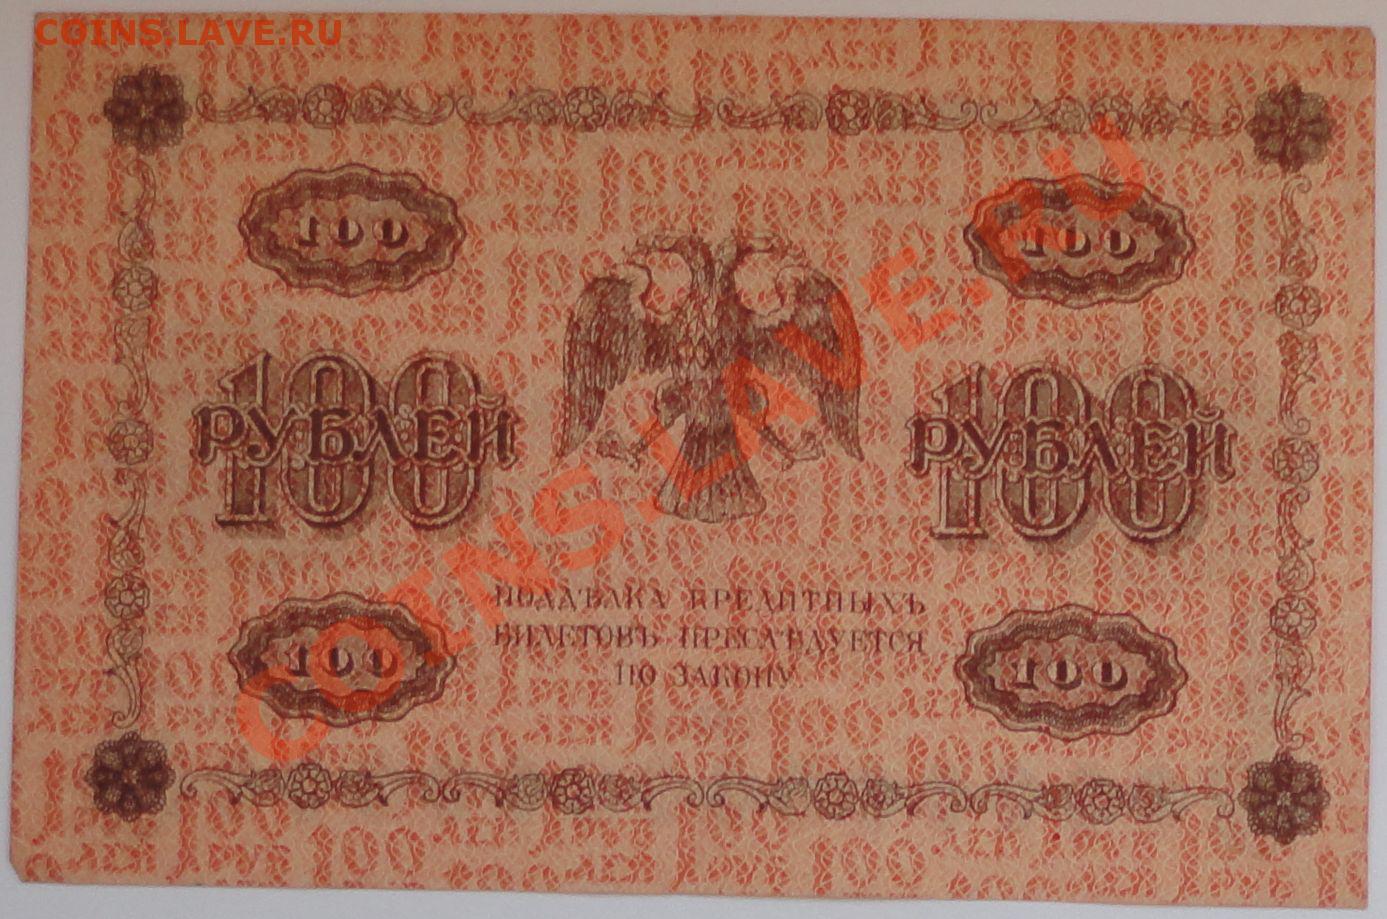 COINS.LAVE.RU
100
100
100
РУБЛЕЙ
100
РУБЛЕЙ
ПОДДѢЛКА КРЕДИТНЫХЪ
БИЛЕТОВЪ ПРЕСЛѢДУЕТСЯ
ПО ЗАКОНУ.
100
100
COINS.LAVE.RU